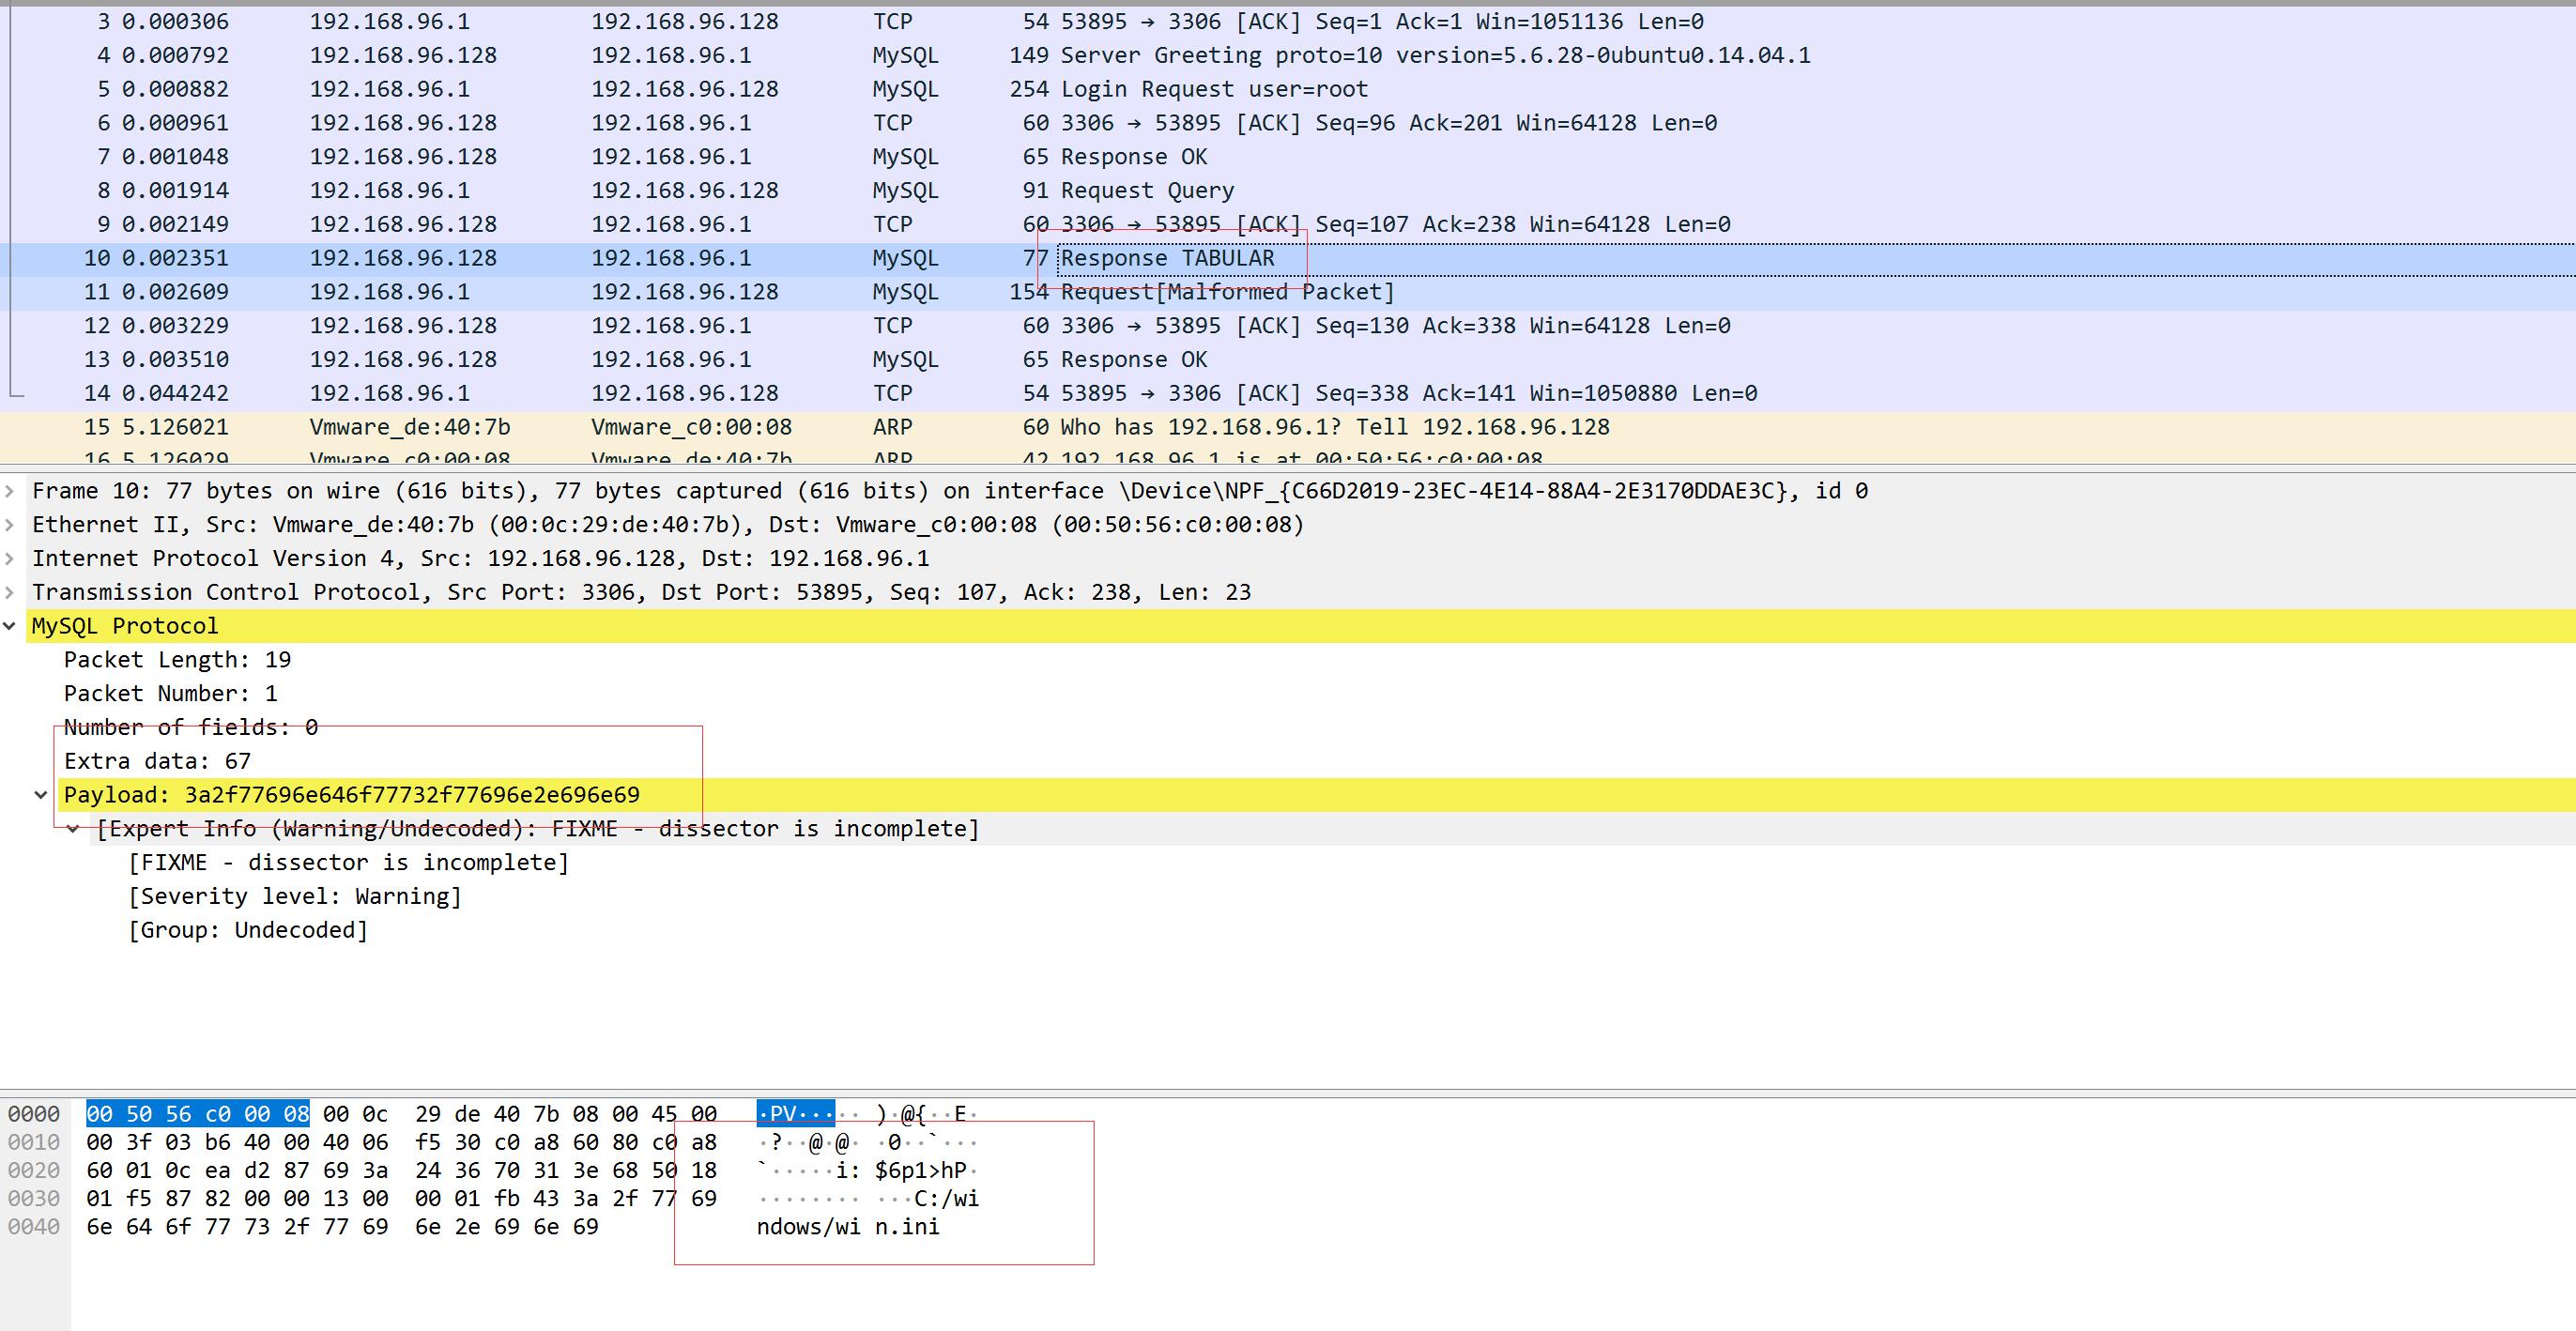 3 0.000306 192.168.96.1 192.168.96.128 TCP 54 53895 → 3306 [ACK] Seq=1 Ack=1 Win=1051136 Len=0
4 0.000792 192.168.96.128 192.168.96.1 MySQL 149 Server Greeting proto=10 version=5.6.28-0ubuntu0.14.04.1
5 0.000882 192.168.96.1 192.168.96.128 MySQL 254 Login Request user=root
6 0.000961 192.168.96.128 192.168.96.1 TCP 60 3306 → 53895 [ACK] Seq=96 Ack=201 Win=64128 Len=0
7 0.001048 192.168.96.128 192.168.96.1 MySQL 65 Response OK
8 0.001914 192.168.96.1 192.168.96.128 MySQL 91 Request Query
9 0.002149 192.168.96.128 192.168.96.1 TCP 60 3306 → 53895 [ACK] Seq=107 Ack=238 Win=64128 Len=0
10 0.002351 192.168.96.128 192.168.96.1 MySQL 77 Response TABULAR
11 0.002609 192.168.96.1 192.168.96.128 MySQL 154 Request[Malformed Packet]
12 0.003229 192.168.96.128 192.168.96.1 TCP 60 3306 → 53895 [ACK] Seq=130 Ack=338 Win=64128 Len=0
13 0.003510 192.168.96.128 192.168.96.1 MySQL 65 Response OK
14 0.044242 192.168.96.1 192.168.96.128 TCP 54 53895 → 3306 [ACK] Seq=338 Ack=141 Win=1050880 Len=0
15 5.126021 Vmware_de:40:7b Vmware_c0:00:08 ARP 60 Who has 192.168.96.1? Tell 192.168.96.128
16 5.126029 Vmware_c0:00:08 Vmware_de:40:7b ARP 42 192.168.96.1 is at 00:50:56:c0:00:08
Frame 10: 77 bytes on wire (616 bits), 77 bytes captured (616 bits) on interface \Device\NPF_{C66D2019-23EC-4E14-88A4-2E3170DDAE3C}, id 0
Ethernet II, Src: Vmware_de:40:7b (00:0c:29:de:40:7b), Dst: Vmware_c0:00:08 (00:50:56:c0:00:08)
Internet Protocol Version 4, Src: 192.168.96.128, Dst: 192.168.96.1
Transmission Control Protocol, Src Port: 3306, Dst Port: 53895, Seq: 107, Ack: 238, Len: 23
MySQL Protocol
Packet Length: 19
Packet Number: 1
Number of fields: 0
Extra data: 67
Payload: 3a2f77696e646f77732f77696e2e696e69
[Expert Info (Warning/Undecoded): FIXME - dissector is incomplete]
[FIXME - dissector is incomplete]
[Severity level: Warning]
[Group: Undecoded]
0000 00 50 56 c0 00 08 00 0c 29 de 40 7b 08 00 45 00 ·PV····· )·@{··E·
0010 00 3f 03 b6 40 00 40 06 f5 30 c0 a8 60 80 c0 a8 ·?··@·@· ·0··`···
0020 60 01 0c ea d2 87 69 3a 24 36 70 31 3e 68 50 18 `·····i: $6p1>hP·
0030 01 f5 87 82 00 00 13 00 00 01 fb 43 3a 2f 77 69 ········ ···C:/wi
0040 6e 64 6f 77 73 2f 77 69 6e 2e 69 6e 69 ndows/wi n.ini